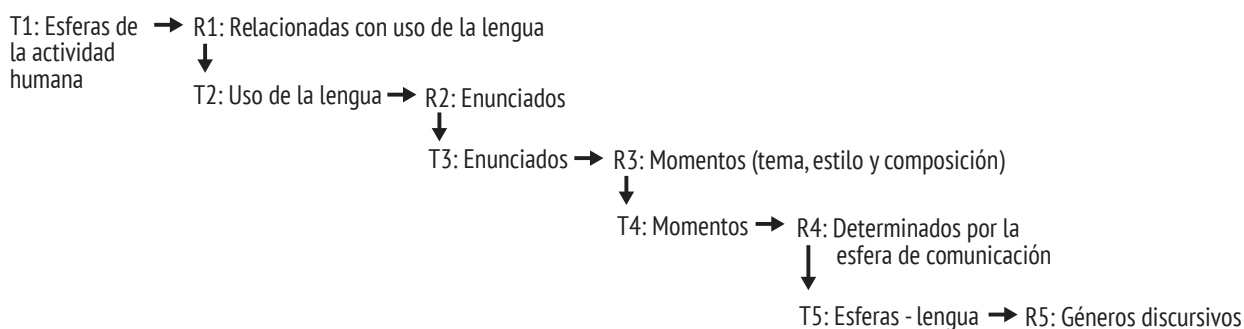 T1: Esferas de la actividad humana → R1: Relacionadas con uso de la lengua
T2: Uso de la lengua → R2: Enunciados
T3: Enunciados → R3: Momentos (tema, estilo y composición)
T4: Momentos → R4: Determinados por la esfera de comunicación
T5: Esferas - lengua → R5: Géneros discursivos